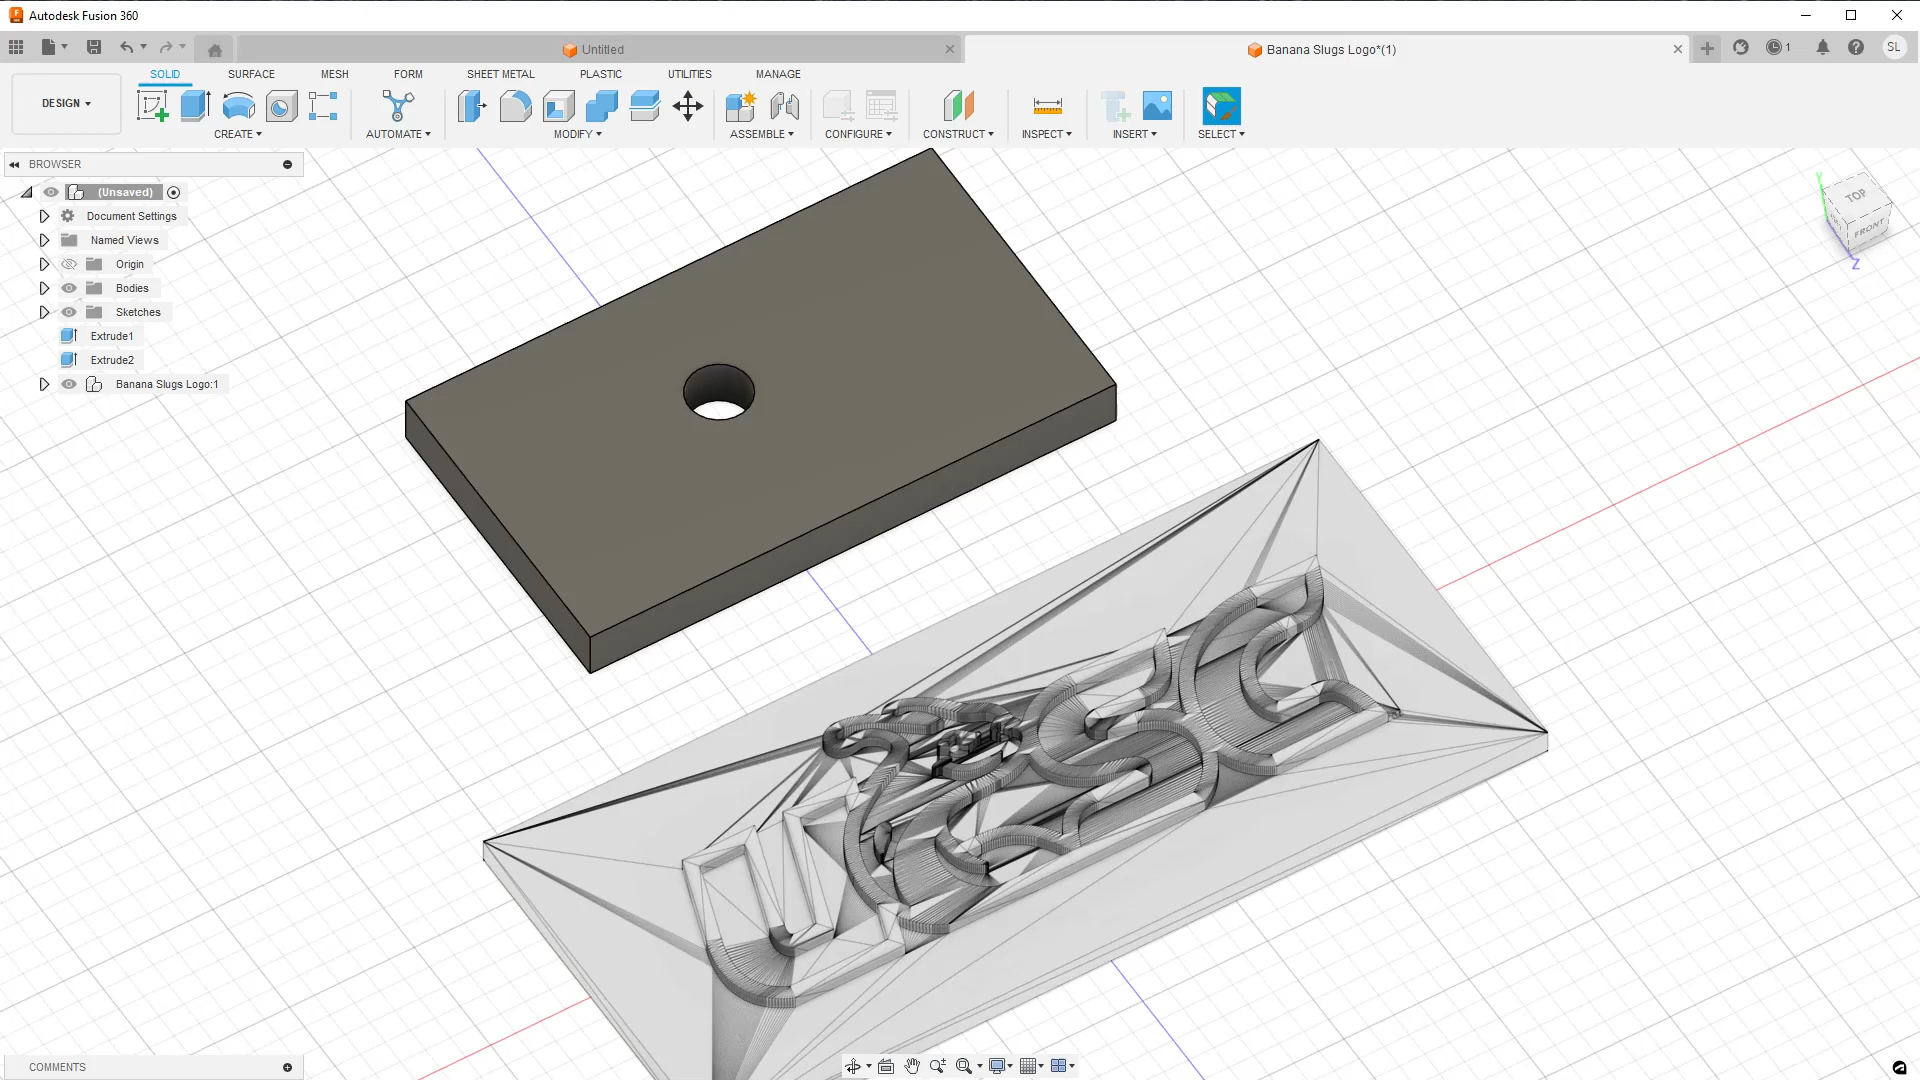 Autodesk Fusion 360
Untitled
Banana Slugs Logo*(1)
1
SL
DESIGN
SOLID SURFACE MESH FORM SHEET METAL PLASTIC UTILITIES MANAGE
CREATE AUTOMATE MODIFY ASSEMBLE CONFIGURE CONSTRUCT INSPECT INSERT SELECT
BROWSER
(Unsaved)
Document Settings
Named Views
Origin
Bodies
Sketches
Extrude1
Extrude2
Banana Slugs Logo:1
Y
TOP
FRONT
Z
COMMENTS